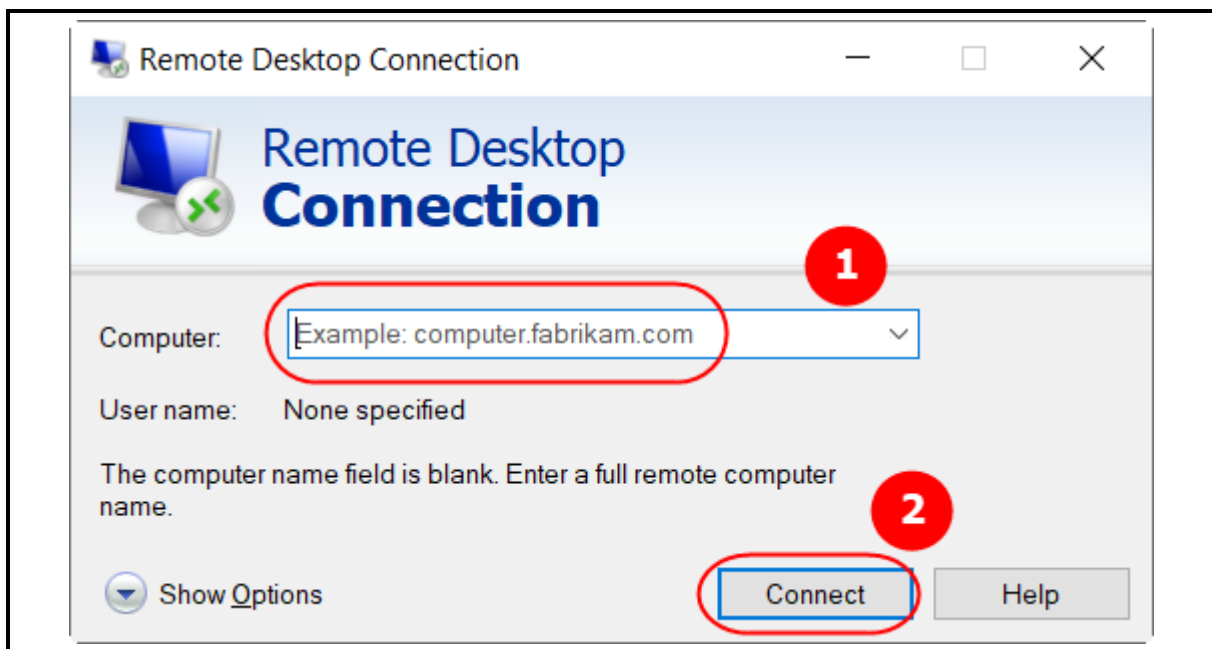 Remote Desktop Connection
Remote Desktop
Connection
1
Computer: Example: computer.fabrikam.com
User name: None specified
The computer name field is blank. Enter a full remote computer
name.
2
Show Options Connect Help